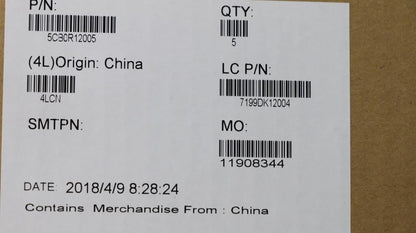 P/N: QTY:
5CB0R12005 5
(4L)Origin: China LC P/N:
4LCN 7199DK12004
SMTPN: MO:
11908344
DATE: 2018/4/9 8:28:24
Contains Merchandise From : China